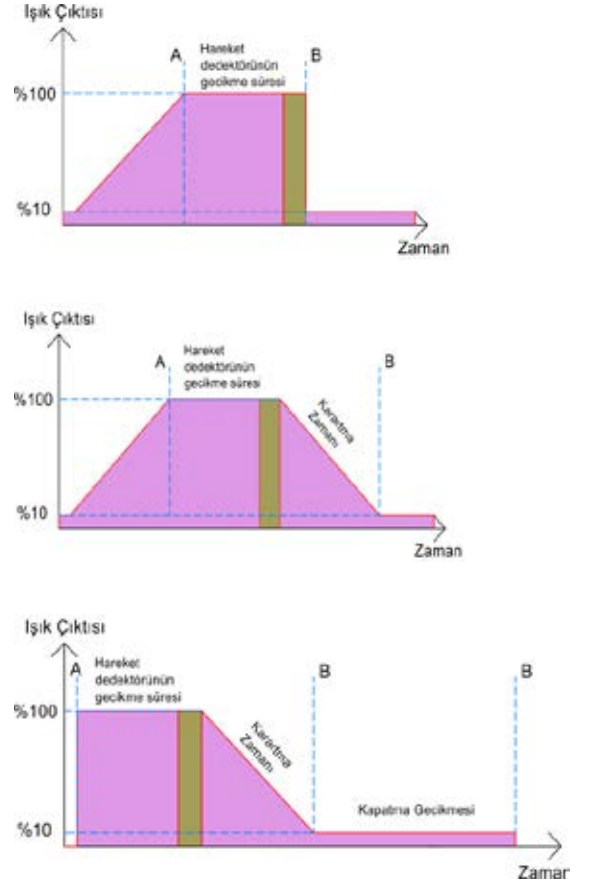 Işık Çıktısı
A
Hareket
dedektörünün
gecikme süresi
B
%100
%10
Zaman
Işık Çıktısı
A
Hareket
dedektörünün
gecikme süresi
B
%100
Karartma
Zamanı
%10
Zaman
Işık Çıktısı
A
Hareket
dedektörünün
gecikme süresi
B
B
%100
Karartma
Zamanı
Kapatma Gecikmesi
%10
Zaman